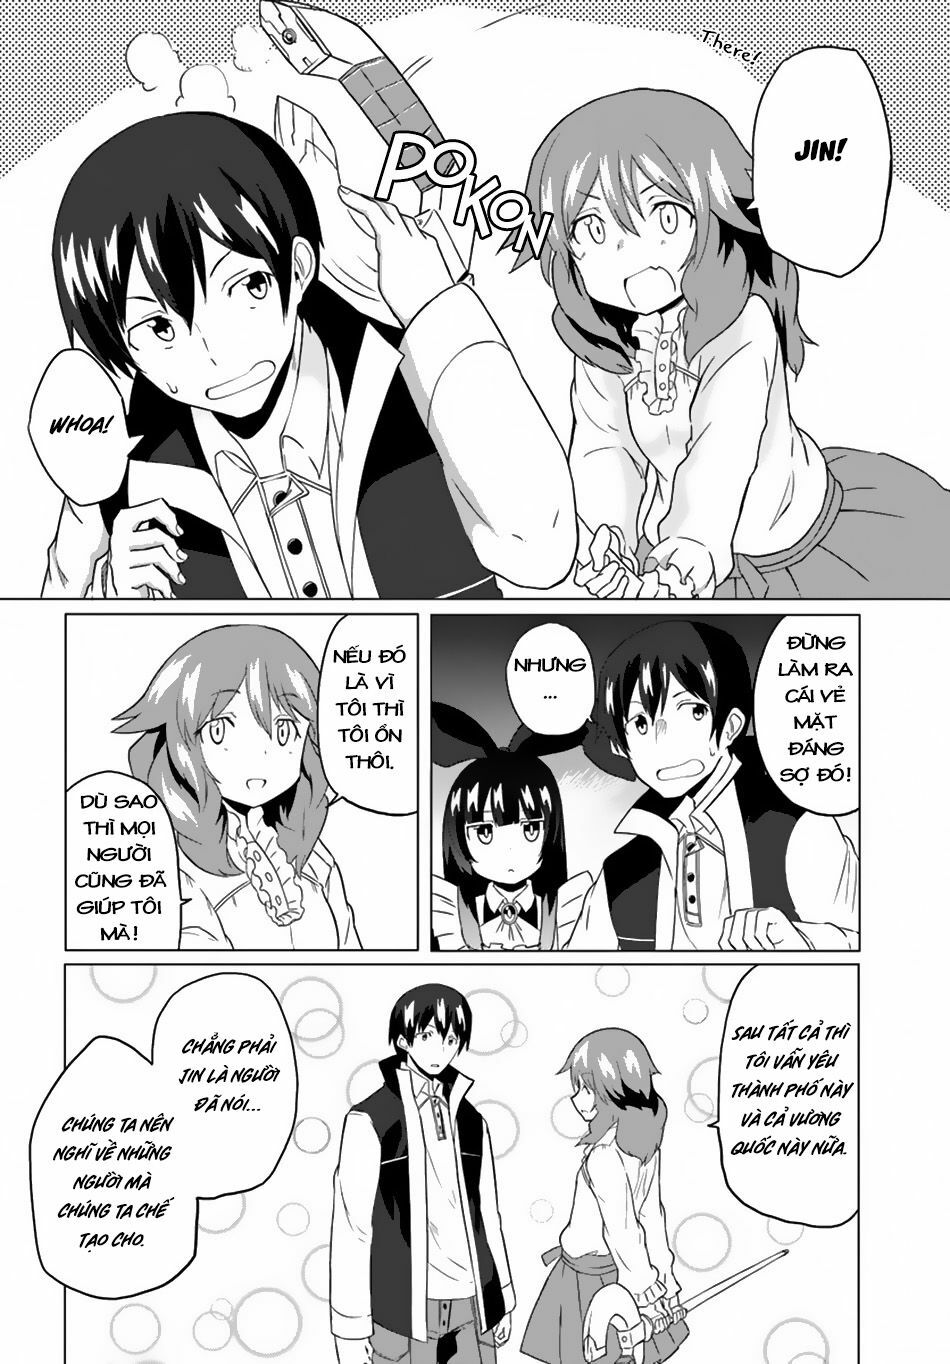 There!
JIN!
POKON
WHOA!
ĐỪNG
LÀM RA
CÁI VẺ
MẶT
ĐÁNG
SỢ ĐÓ!
NHƯNG
...
NẾU ĐÓ
LÀ VÌ
TÔI THÌ
TÔI ỔN
THÔI.
DÙ SAO
THÌ MỌI
NGƯỜI
CŨNG ĐÃ
GIÚP TÔI
MÀ!
SAU TẤT CẢ THÌ
TÔI VẪN YÊU
THÀNH PHỐ NÀY
VÀ CẢ VƯƠNG
QUỐC NÀY NỮA.
CHẲNG PHẢI
JIN LÀ NGƯỜI
ĐÃ NÓI...
CHÚNG TA NÊN
NGHĨ VỀ NHỮNG
NGƯỜI MÀ
CHÚNG TA CHẾ
TẠO CHO.